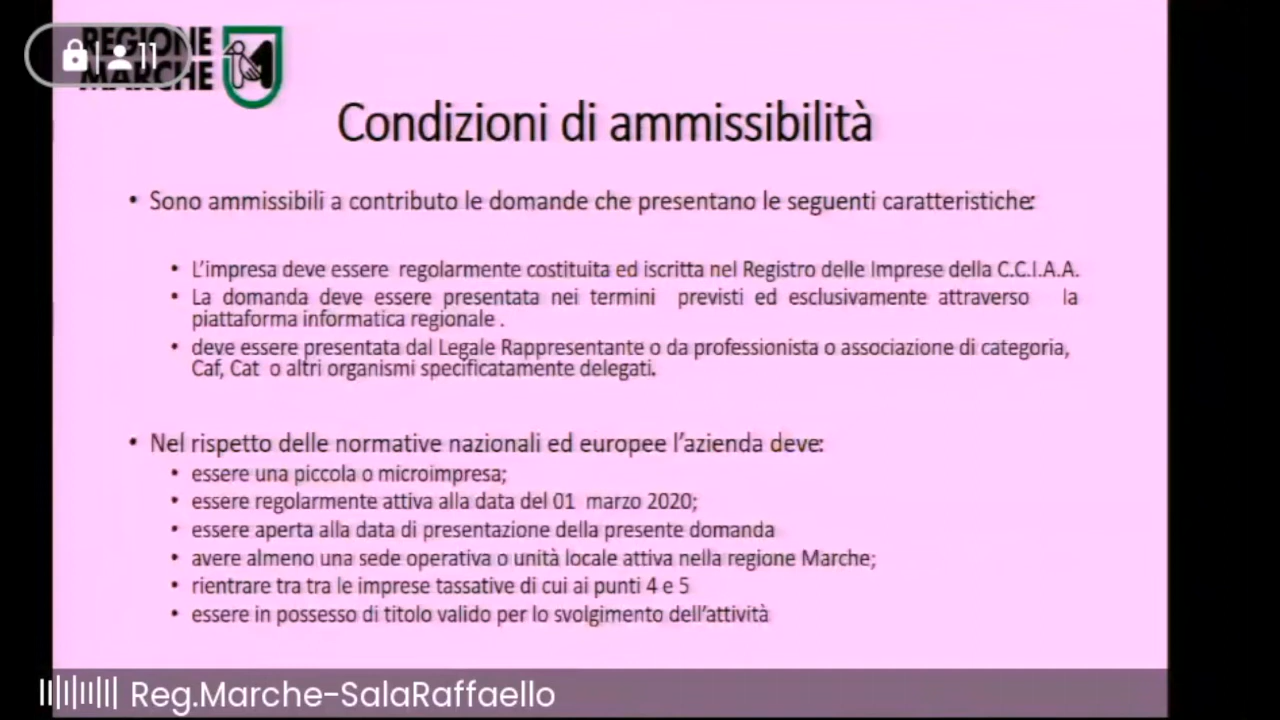 REGIONE
MARCHE
11
Condizioni di ammissibilità
• Sono ammissibili a contributo le domande che presentano le seguenti caratteristiche:
• L'impresa deve essere regolarmente costituita ed iscritta nel Registro delle Imprese della C.C.I.A.A.
• La domanda deve essere presentata nei termini previsti ed esclusivamente attraverso la
piattaforma informatica regionale .
• deve essere presentata dal Legale Rappresentante o da professionista o associazione di categoria,
Caf, Cat o altri organismi specificatamente delegati.
• Nel rispetto delle normative nazionali ed europee l'azienda deve:
• essere una piccola o microimpresa;
• essere regolarmente attiva alla data del 01 marzo 2020;
• essere aperta alla data di presentazione della presente domanda
• avere almeno una sede operativa o unità locale attiva nella regione Marche;
• rientrare tra tra le imprese tassative di cui ai punti 4 e 5
• essere in possesso di titolo valido per lo svolgimento dell'attività
Reg.Marche-SalaRaffaello